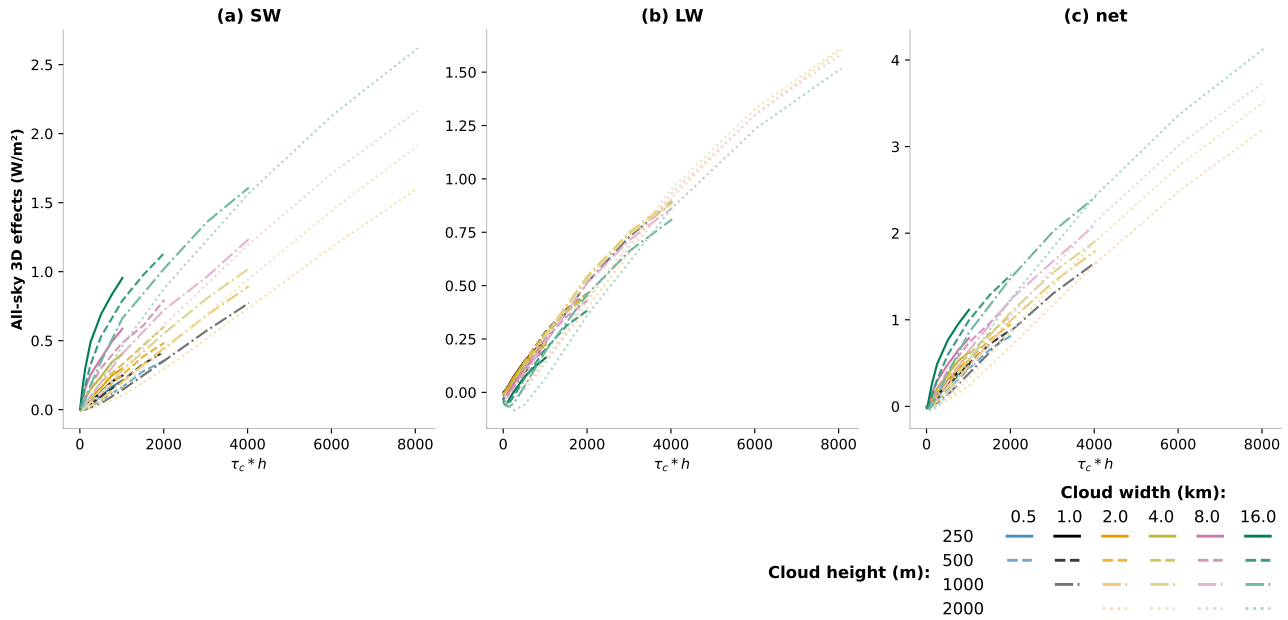 (a) SW
(b) LW
(c) net
All-sky 3D effects (W/m²)
2.5
2.0
1.5
1.0
0.5
0.0
0 2000 4000 6000 8000
τc * h
1.50
1.25
1.00
0.75
0.50
0.25
0.00
0 2000 4000 6000 8000
τc * h
4
3
2
1
0
0 2000 4000 6000 8000
τc * h
Cloud width (km):
0.5 1.0 2.0 4.0 8.0 16.0
Cloud height (m):
250
500
1000
2000